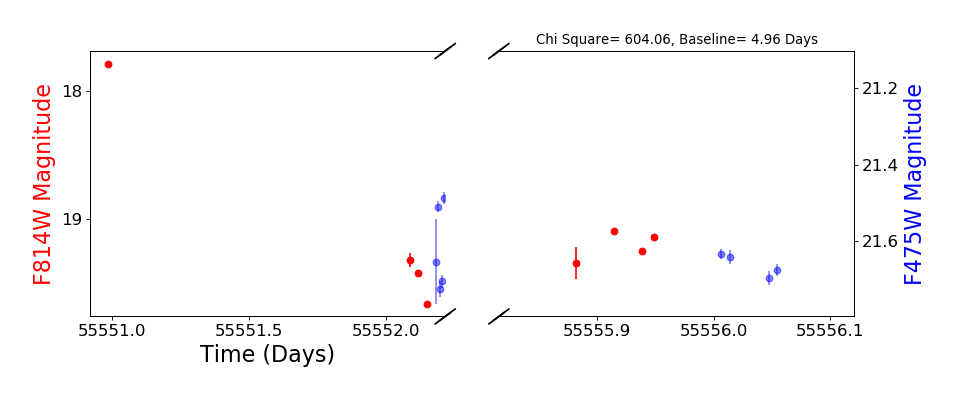 Chi Square= 604.06, Baseline= 4.96 Days
F814W Magnitude
18
19
21.2
21.4
21.6
F475W Magnitude
55551.0 55551.5 55552.0 55555.9 55556.0 55556.1
Time (Days)